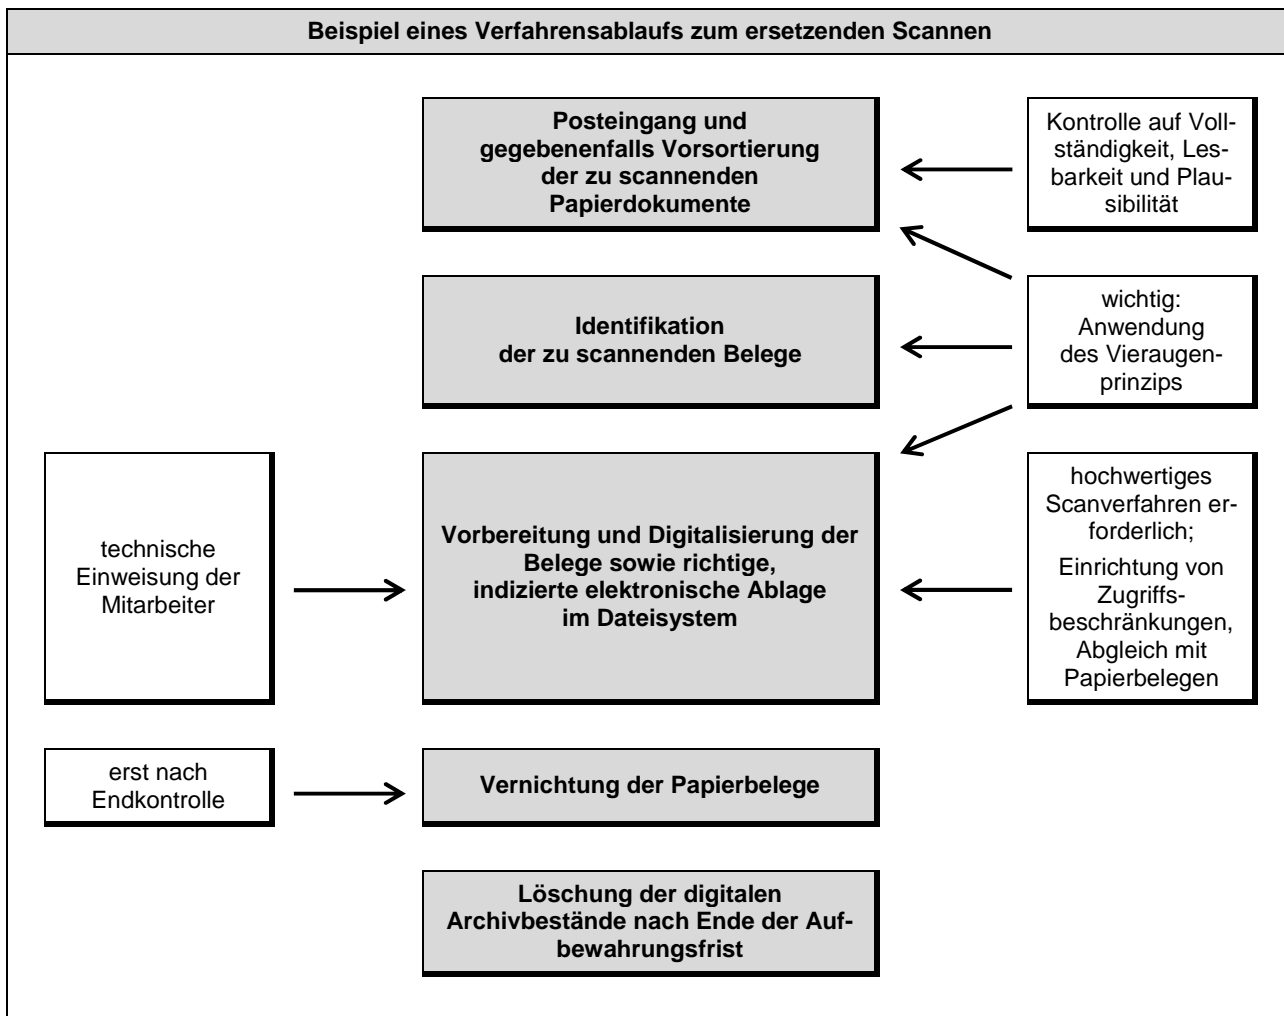 Beispiel eines Verfahrensablaufs zum ersetzenden Scannen
Posteingang und
gegebenenfalls Vorsortierung
der zu scannenden
Papierdokumente
Kontrolle auf Voll-
ständigkeit, Les-
barkeit und Plau-
sibilität
Identifikation
der zu scannenden Belege
wichtig:
Anwendung
des Vieraugen-
prinzips
technische
Einweisung der
Mitarbeiter
Vorbereitung und Digitalisierung der
Belege sowie richtige,
indizierte elektronische Ablage
im Dateisystem
hochwertiges
Scanverfahren er-
forderlich;
Einrichtung von
Zugriffs-
beschränkungen,
Abgleich mit
Papierbelegen
erst nach
Endkontrolle
Vernichtung der Papierbelege
Löschung der digitalen
Archivbestände nach Ende der Auf-
bewahrungsfrist